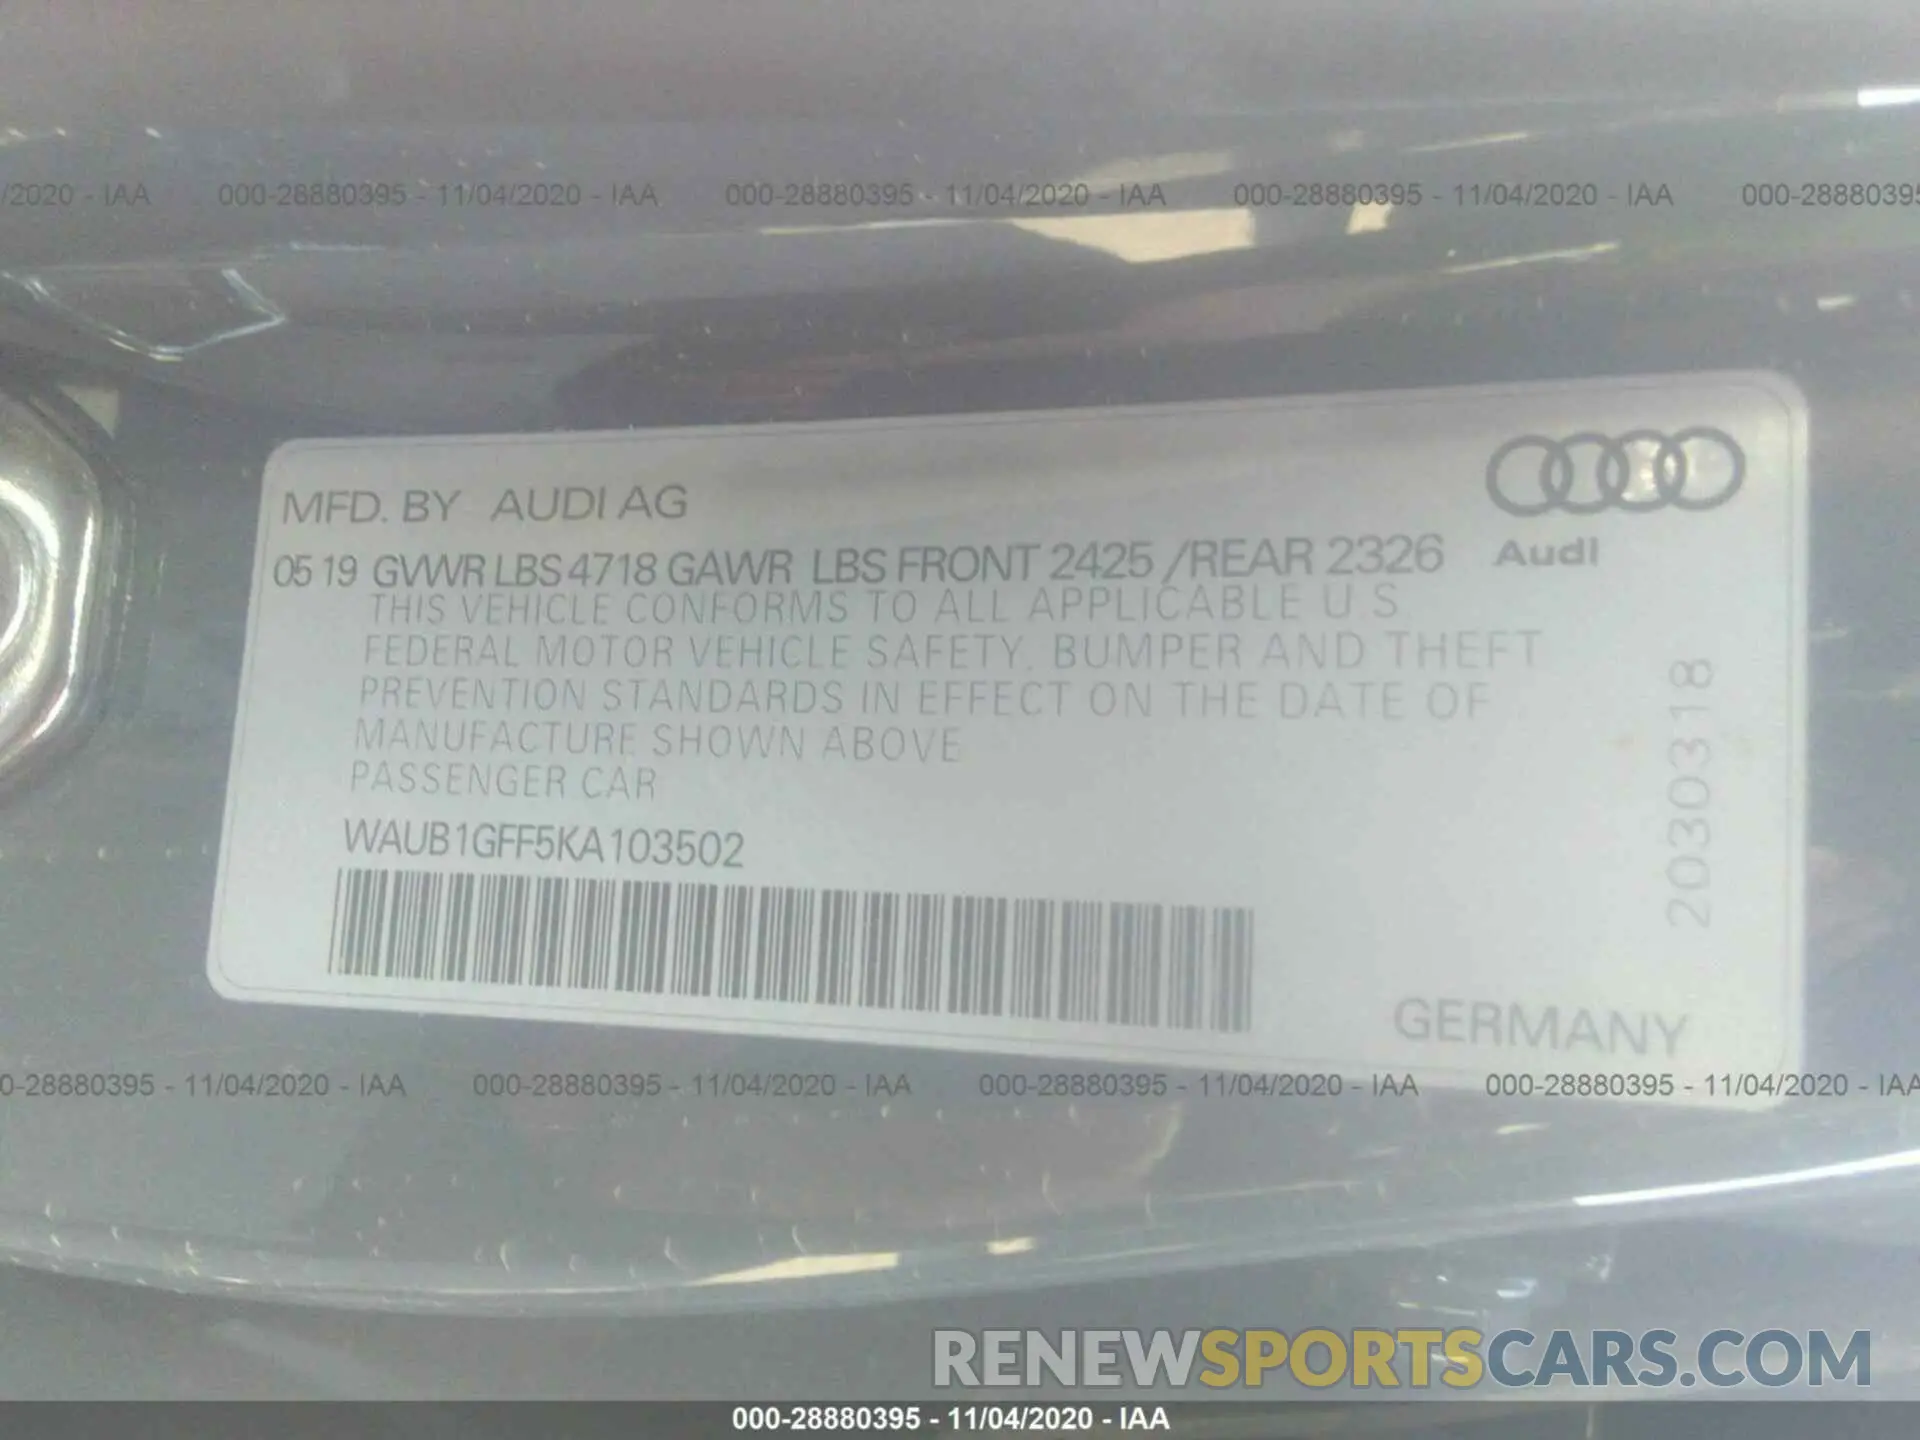 /2020 - IAA 000-28880395 - 11/04/2020 - IAA 000-28880395 - 11/04/2020 - IAA 000-28880395 - 11/04/2020 - IAA 000-28880395
MFD. BY AUDI AG
05 19 GVWR LBS 4718 GAWR LBS FRONT 2425 /REAR 2326
Audi
THIS VEHICLE CONFORMS TO ALL APPLICABLE U S
FEDERAL MOTOR VEHICLE SAFETY, BUMPER AND THEFT
PREVENTION STANDARDS IN EFFECT ON THE DATE OF
MANUFACTURE SHOWN ABOVE
PASSENGER CAR
WAUB1GFF5KA103502
2030318
GERMANY
0-28880395 - 11/04/2020 - IAA 000-28880395 - 11/04/2020 - IAA 000-28880395 - 11/04/2020 - IAA 000-28880395 - 11/04/2020 - IAA
RENEWSPORTSCARS.COM
000-28880395 - 11/04/2020 - IAA